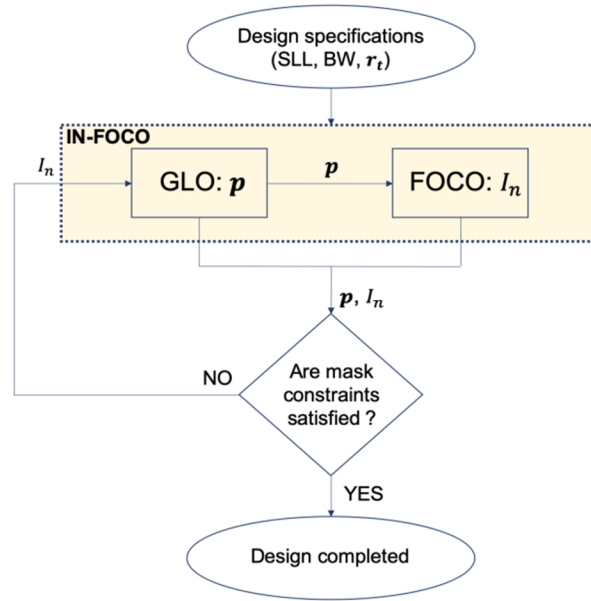 Design specifications
(SLL, BW, r_t)
IN-FOCO
I_n
GLO: p
p
FOCO: I_n
p, I_n
NO
Are mask
constraints
satisfied ?
YES
Design completed